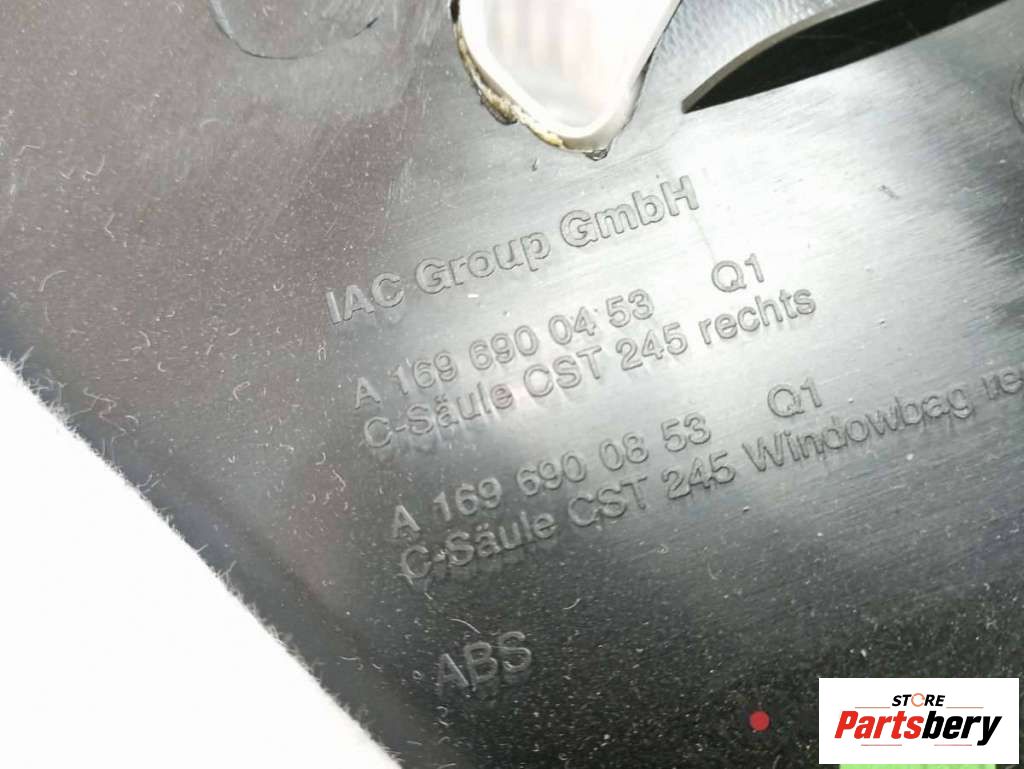 IAC Group GmbH
A 169 690 04 53 Q1
C-Säule CST 245 rechts
A 169 690 08 53 Q1
C-Säule CST 245 Windowbag re
ABS
STORE
Partsbery